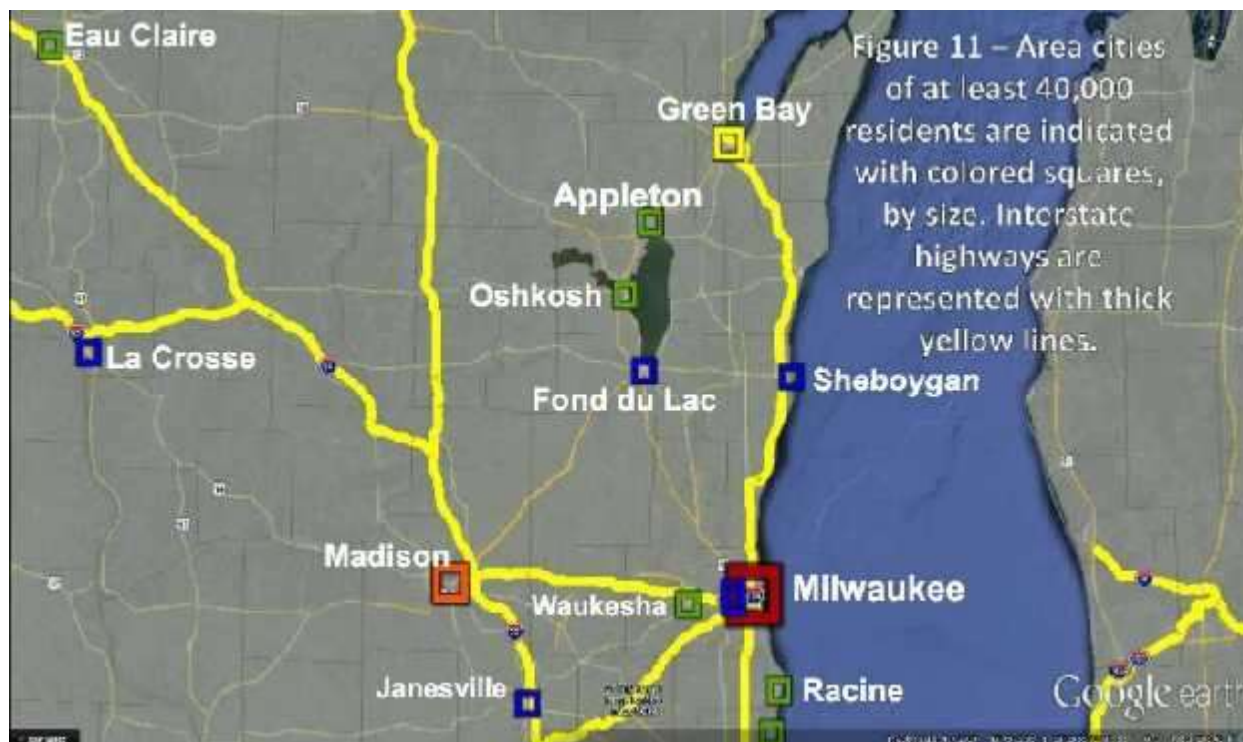 Eau Claire
Figure 11 – Area cities
of at least 40,000
residents are indicated
with colored squares,
by size. Interstate
highways are
represented with thick
yellow lines.
Green Bay
Appleton
Oshkosh
La Crosse
Fond du Lac
Sheboygan
Madison
Milwaukee
Waukesha
Janesville
Racine
Google earth